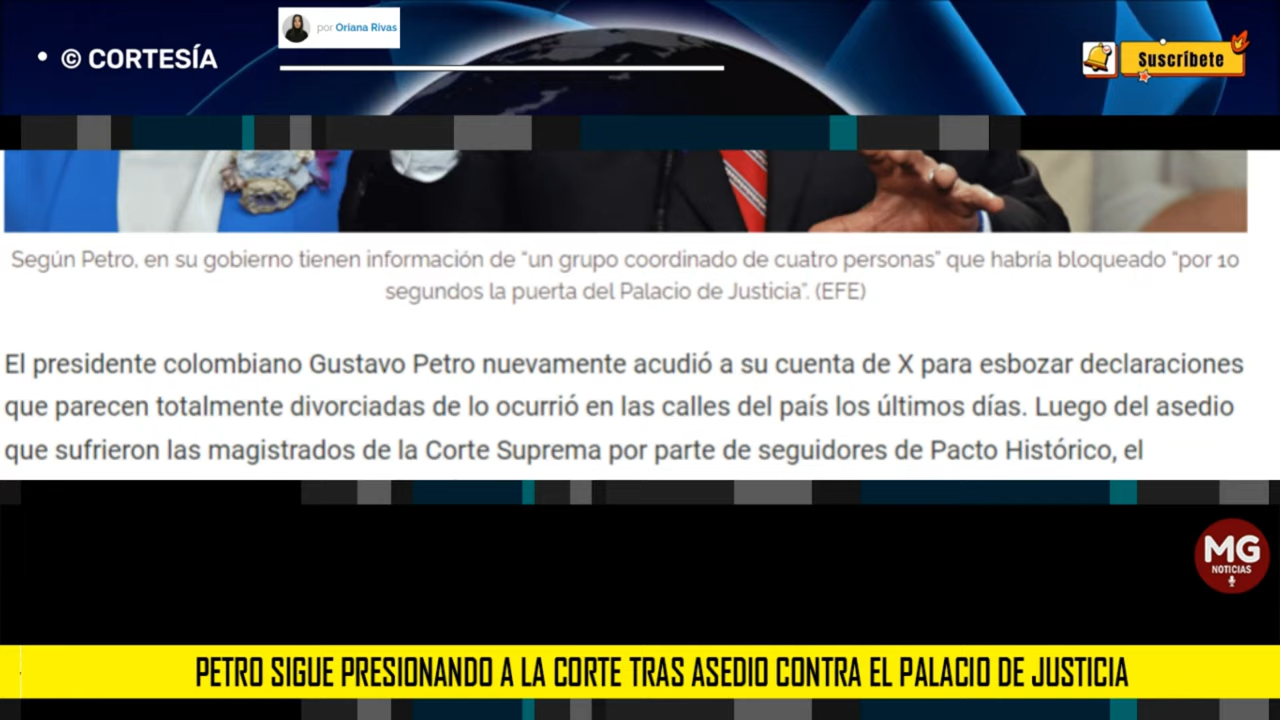 por Oriana Rivas
• © CORTESÍA
Suscríbete
Según Petro, en su gobierno tienen información de “un grupo coordinado de cuatro personas” que habría bloqueado “por 10
segundos la puerta del Palacio de Justicia”. (EFE)
El presidente colombiano Gustavo Petro nuevamente acudió a su cuenta de X para esbozar declaraciones
que parecen totalmente divorciadas de lo ocurrió en las calles del país los últimos días. Luego del asedio
que sufrieron las magistrados de la Corte Suprema por parte de seguidores de Pacto Histórico, el
MG
NOTICIAS
PETRO SIGUE PRESIONANDO A LA CORTE TRAS ASEDIO CONTRA EL PALACIO DE JUSTICIA